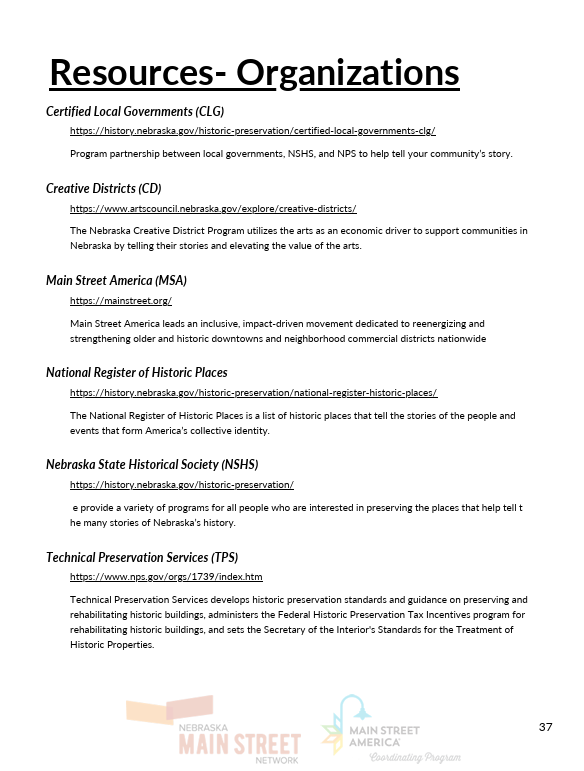 Resources- Organizations
Certified Local Governments (CLG)
https://history.nebraska.gov/historic-preservation/certified-local-governments-clg/
Program partnership between local governments, NSHS, and NPS to help tell your community's story.
Creative Districts (CD)
https://www.artscouncil.nebraska.gov/explore/creative-districts/
The Nebraska Creative District Program utilizes the arts as an economic driver to support communities in
Nebraska by telling their stories and elevating the value of the arts.
Main Street America (MSA)
https://mainstreet.org/
Main Street America leads an inclusive, impact-driven movement dedicated to reenergizing and
strengthening older and historic downtowns and neighborhood commercial districts nationwide
National Register of Historic Places
https://history.nebraska.gov/historic-preservation/national-register-historic-places/
The National Register of Historic Places is a list of historic places that tell the stories of the people and
events that form America's collective identity.
Nebraska State Historical Society (NSHS)
https://history.nebraska.gov/historic-preservation/
e provide a variety of programs for all people who are interested in preserving the places that help tell t
he many stories of Nebraska's history.
Technical Preservation Services (TPS)
https://www.nps.gov/orgs/1739/index.htm
Technical Preservation Services develops historic preservation standards and guidance on preserving and
rehabilitating historic buildings, administers the Federal Historic Preservation Tax Incentives program for
rehabilitating historic buildings, and sets the Secretary of the Interior's Standards for the Treatment of
Historic Properties.
NEBRASKA
MAIN STREET
NETWORK
MAIN STREET
AMERICA
Coordinating Program
37